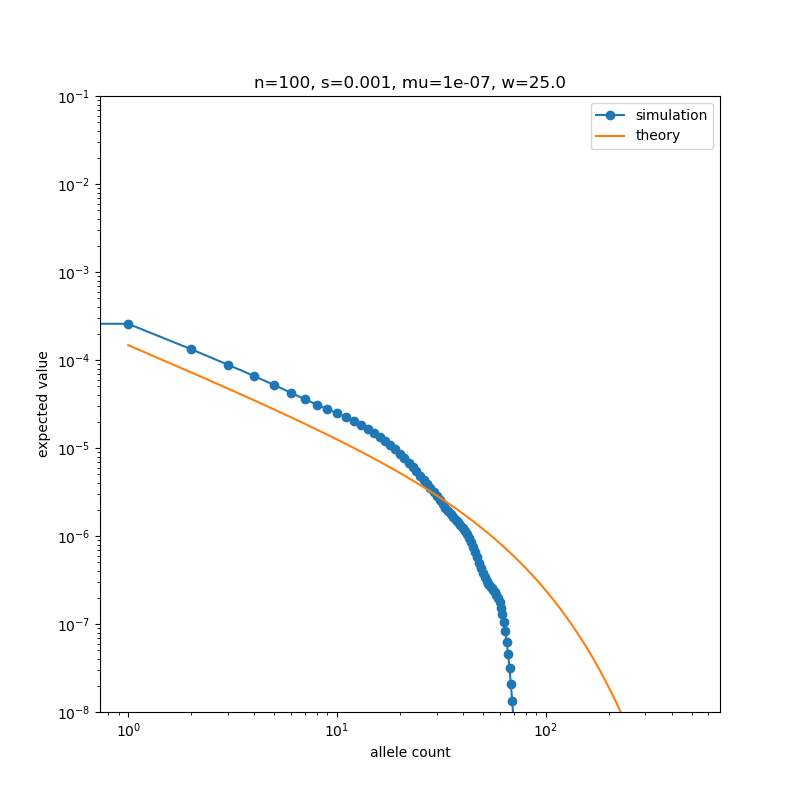 n=100, s=0.001, mu=1e-07, w=25.0
simulation
theory
10⁻¹
10⁻²
10⁻³
10⁻⁴
10⁻⁵
10⁻⁶
10⁻⁷
10⁻⁸
expected value
10⁰ 10¹ 10²
allele count